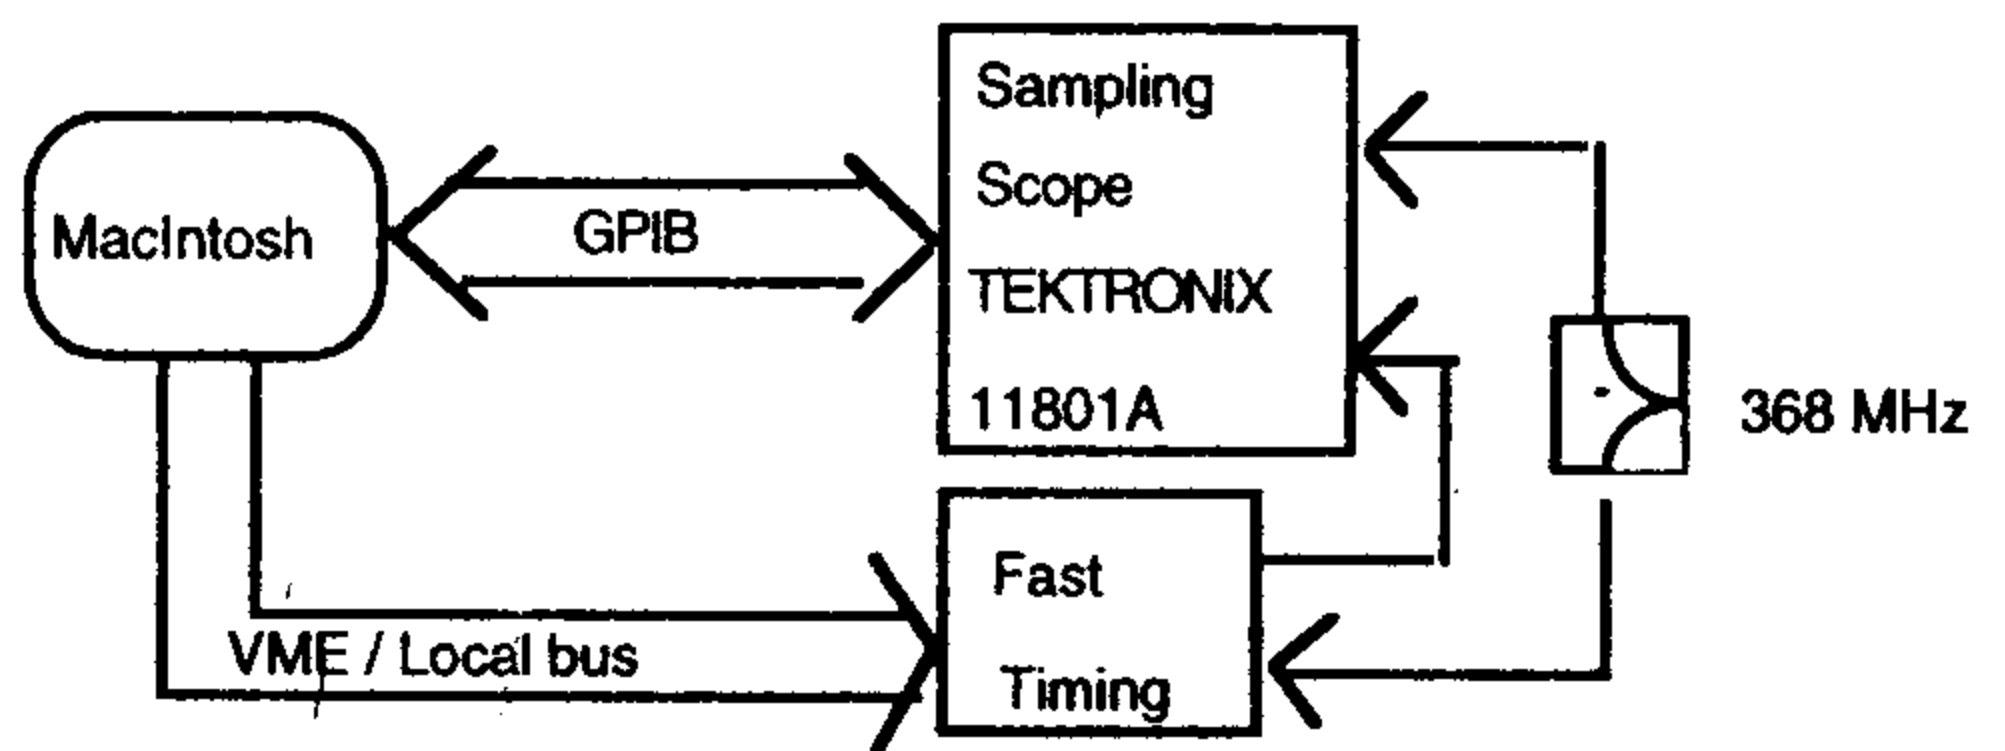 MacIntosh
GPIB
Sampling
Scope
TEKTRONIX
11801A
368 MHz
VME / Local bus
Fast
Timing